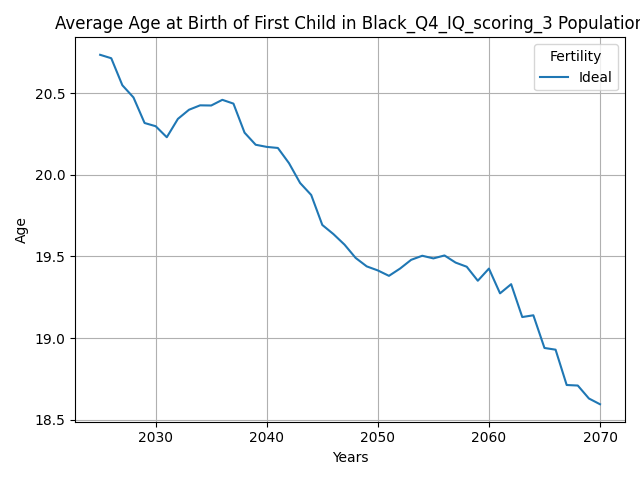 Average Age at Birth of First Child in Black_Q4_IQ_scoring_3 Population
Fertility
Ideal
20.5
20.0
19.5
19.0
18.5
Age
2030 2040 2050 2060 2070
Years